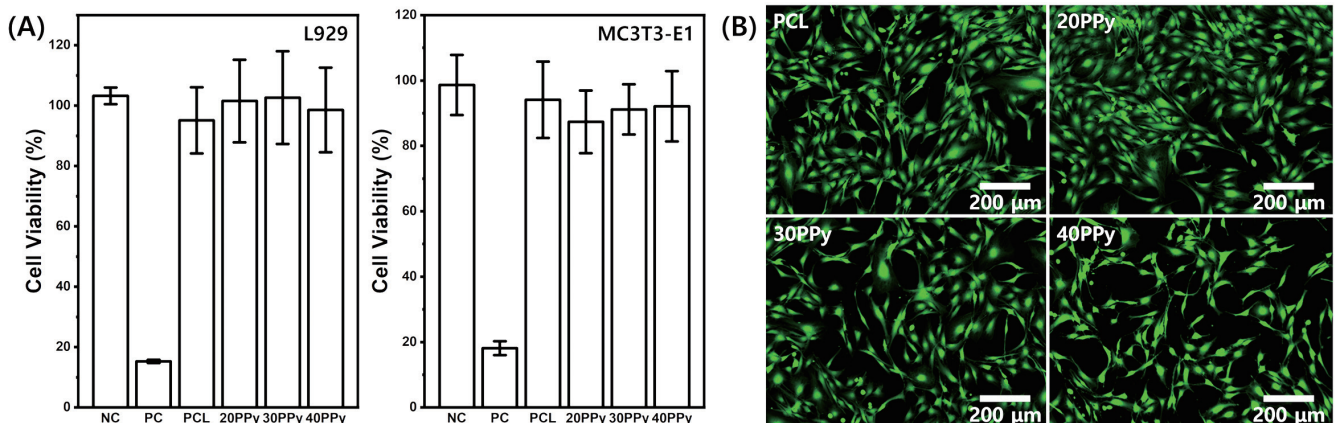 (A)
L929
Cell Viability (%)
120
100
80
60
40
20
0
NC PC PCL 20PPy 30PPy 40PPy
MC3T3-E1
Cell Viability (%)
120
100
80
60
40
20
0
NC PC PCL 20PPy 30PPy 40PPy
(B)
PCL
200 μm
20PPy
200 μm
30PPy
200 μm
40PPy
200 μm